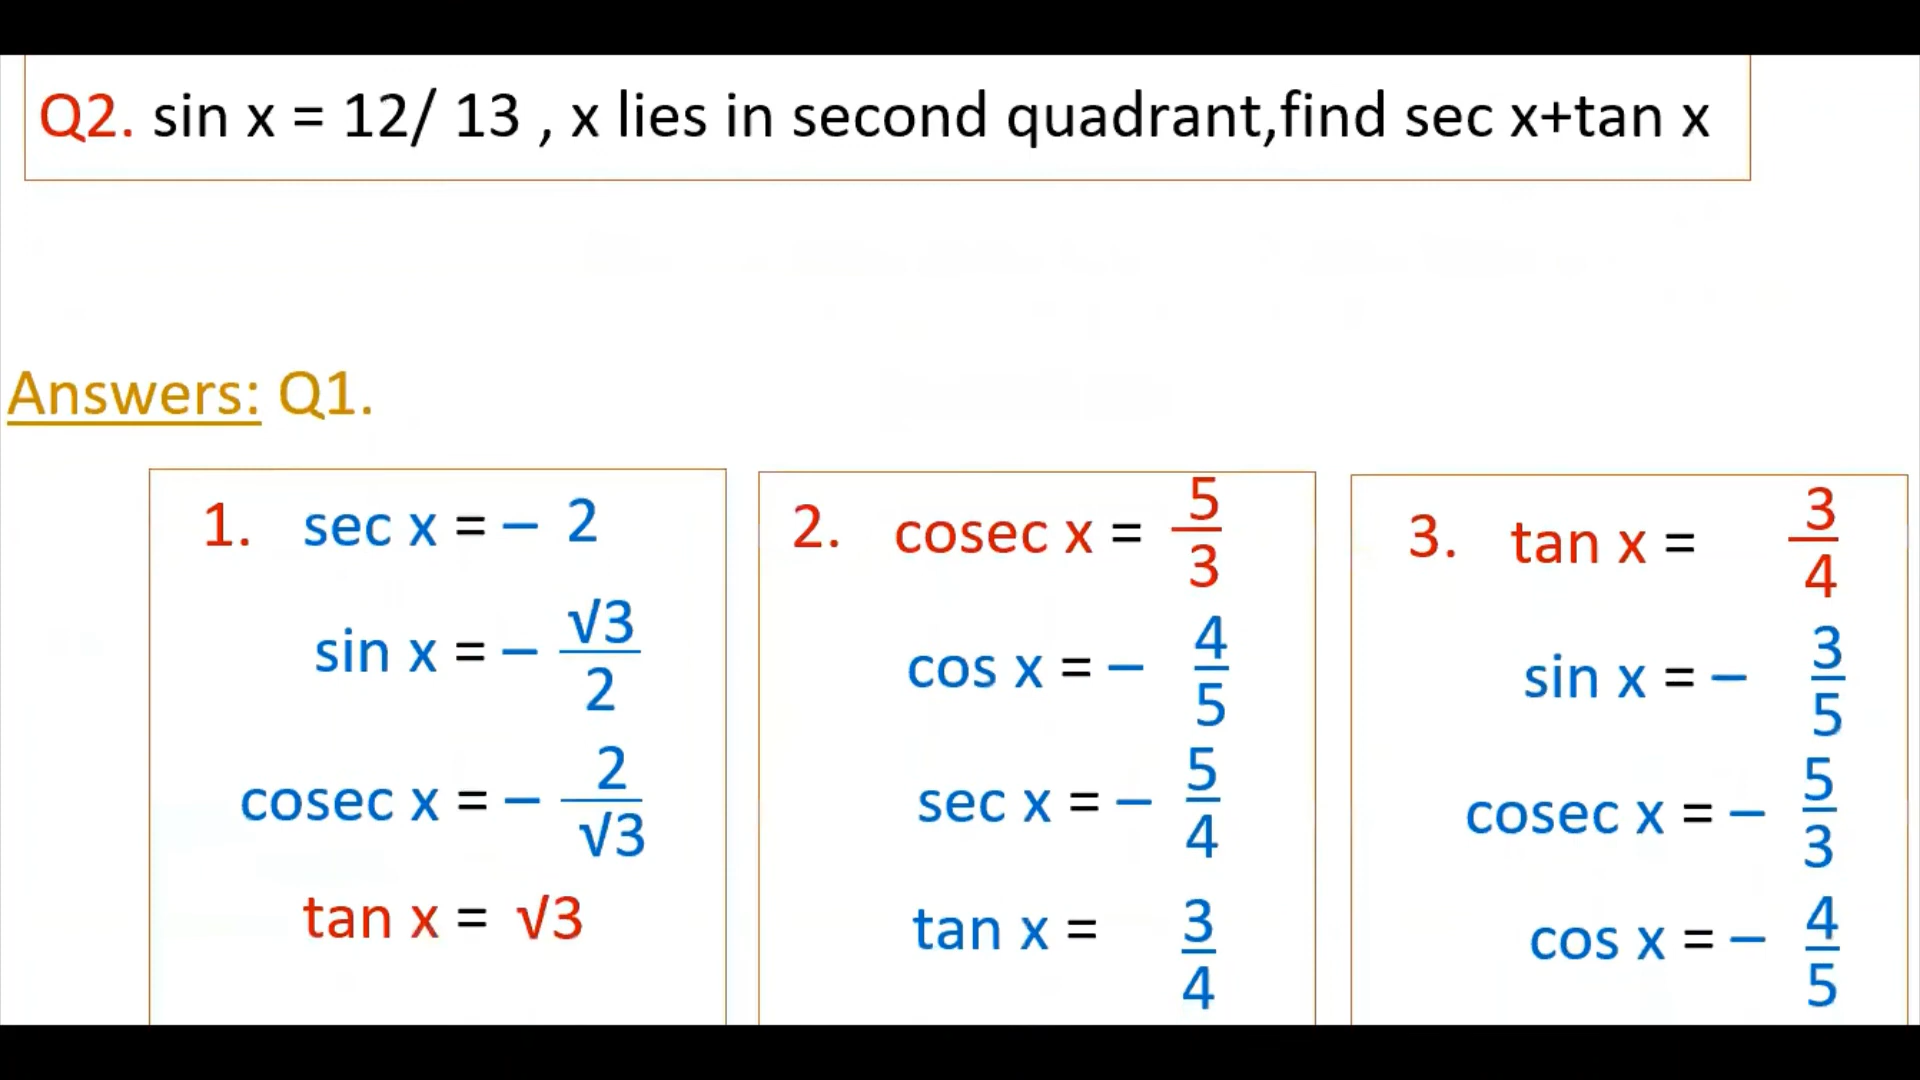 Q2. sin x = 12/ 13 , x lies in second quadrant,find sec x+tan x
Answers: Q1.
1. sec x = – 2
sin x = – √3/2
cosec x = – 2/√3
tan x = √3
2. cosec x = 5/3
cos x = – 4/5
sec x = – 5/4
tan x = 3/4
3. tan x = 3/4
sin x = – 3/5
cosec x = – 5/3
cos x = – 4/5